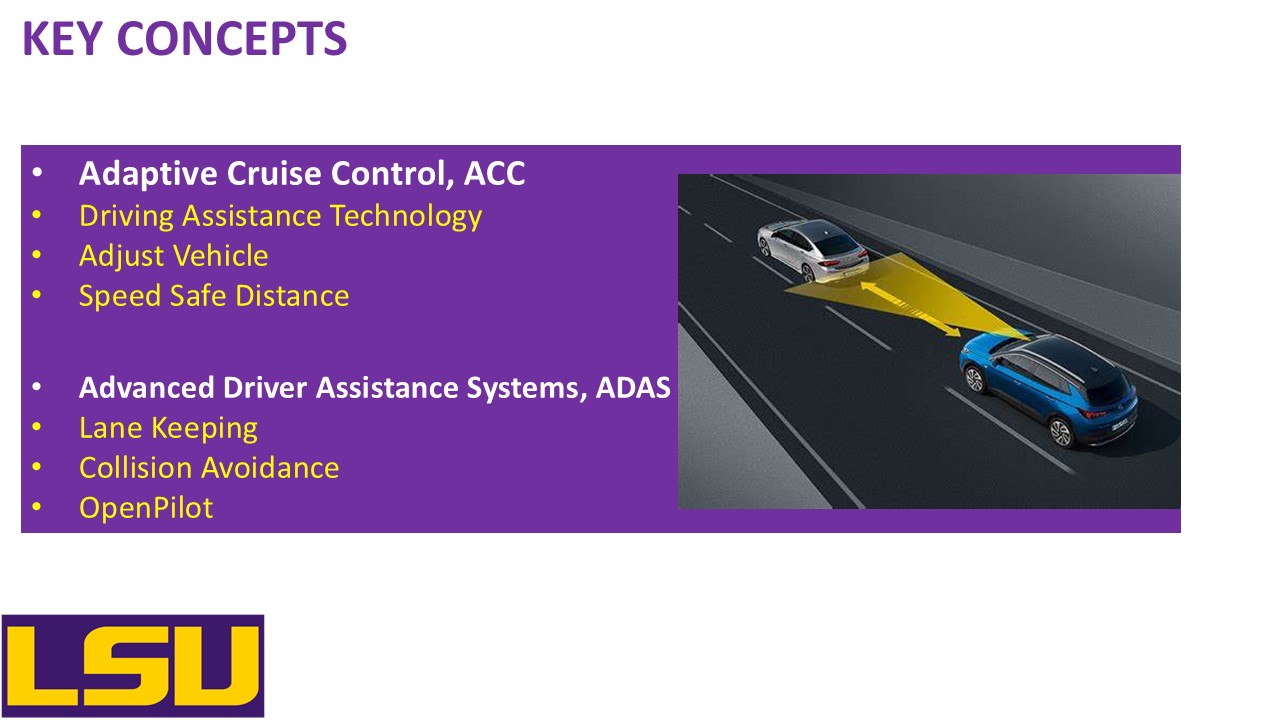 KEY CONCEPTS
• Adaptive Cruise Control, ACC
• Driving Assistance Technology
• Adjust Vehicle
• Speed Safe Distance
• Advanced Driver Assistance Systems, ADAS
• Lane Keeping
• Collision Avoidance
• OpenPilot
LSU